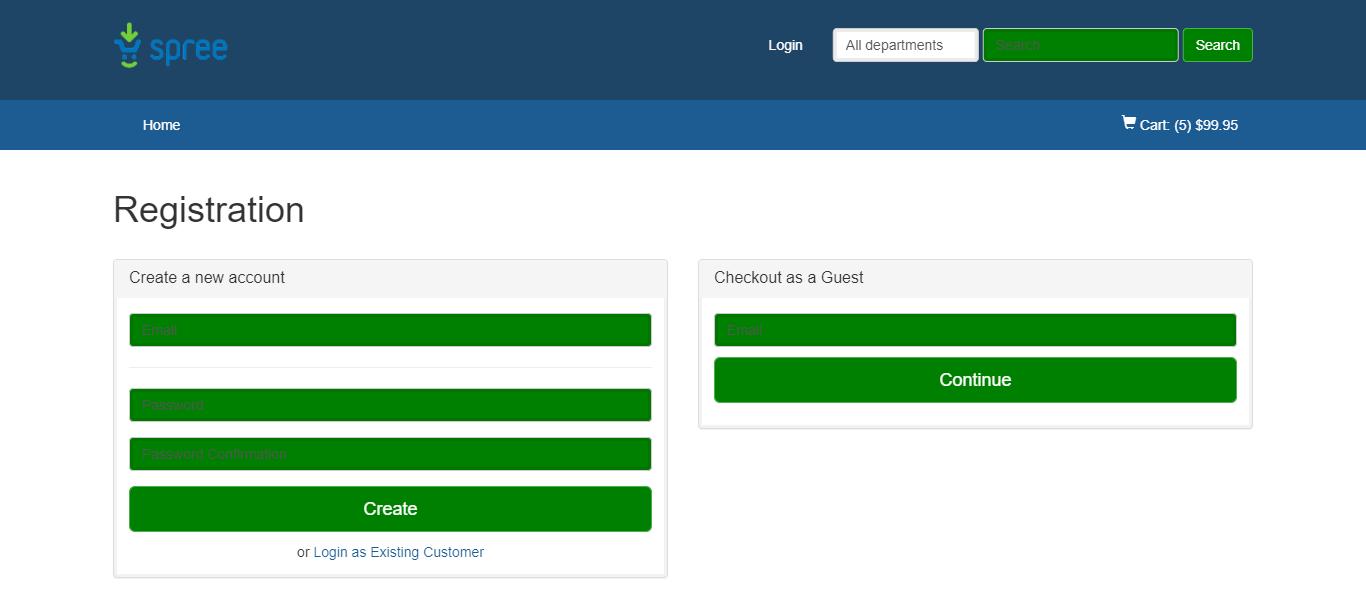 spree
Login
All departments
Search
Search
Home
Cart: (5) $99.95
Registration
Create a new account
Email
Password
Password Confirmation
Create
or Login as Existing Customer
Checkout as a Guest
Email
Continue